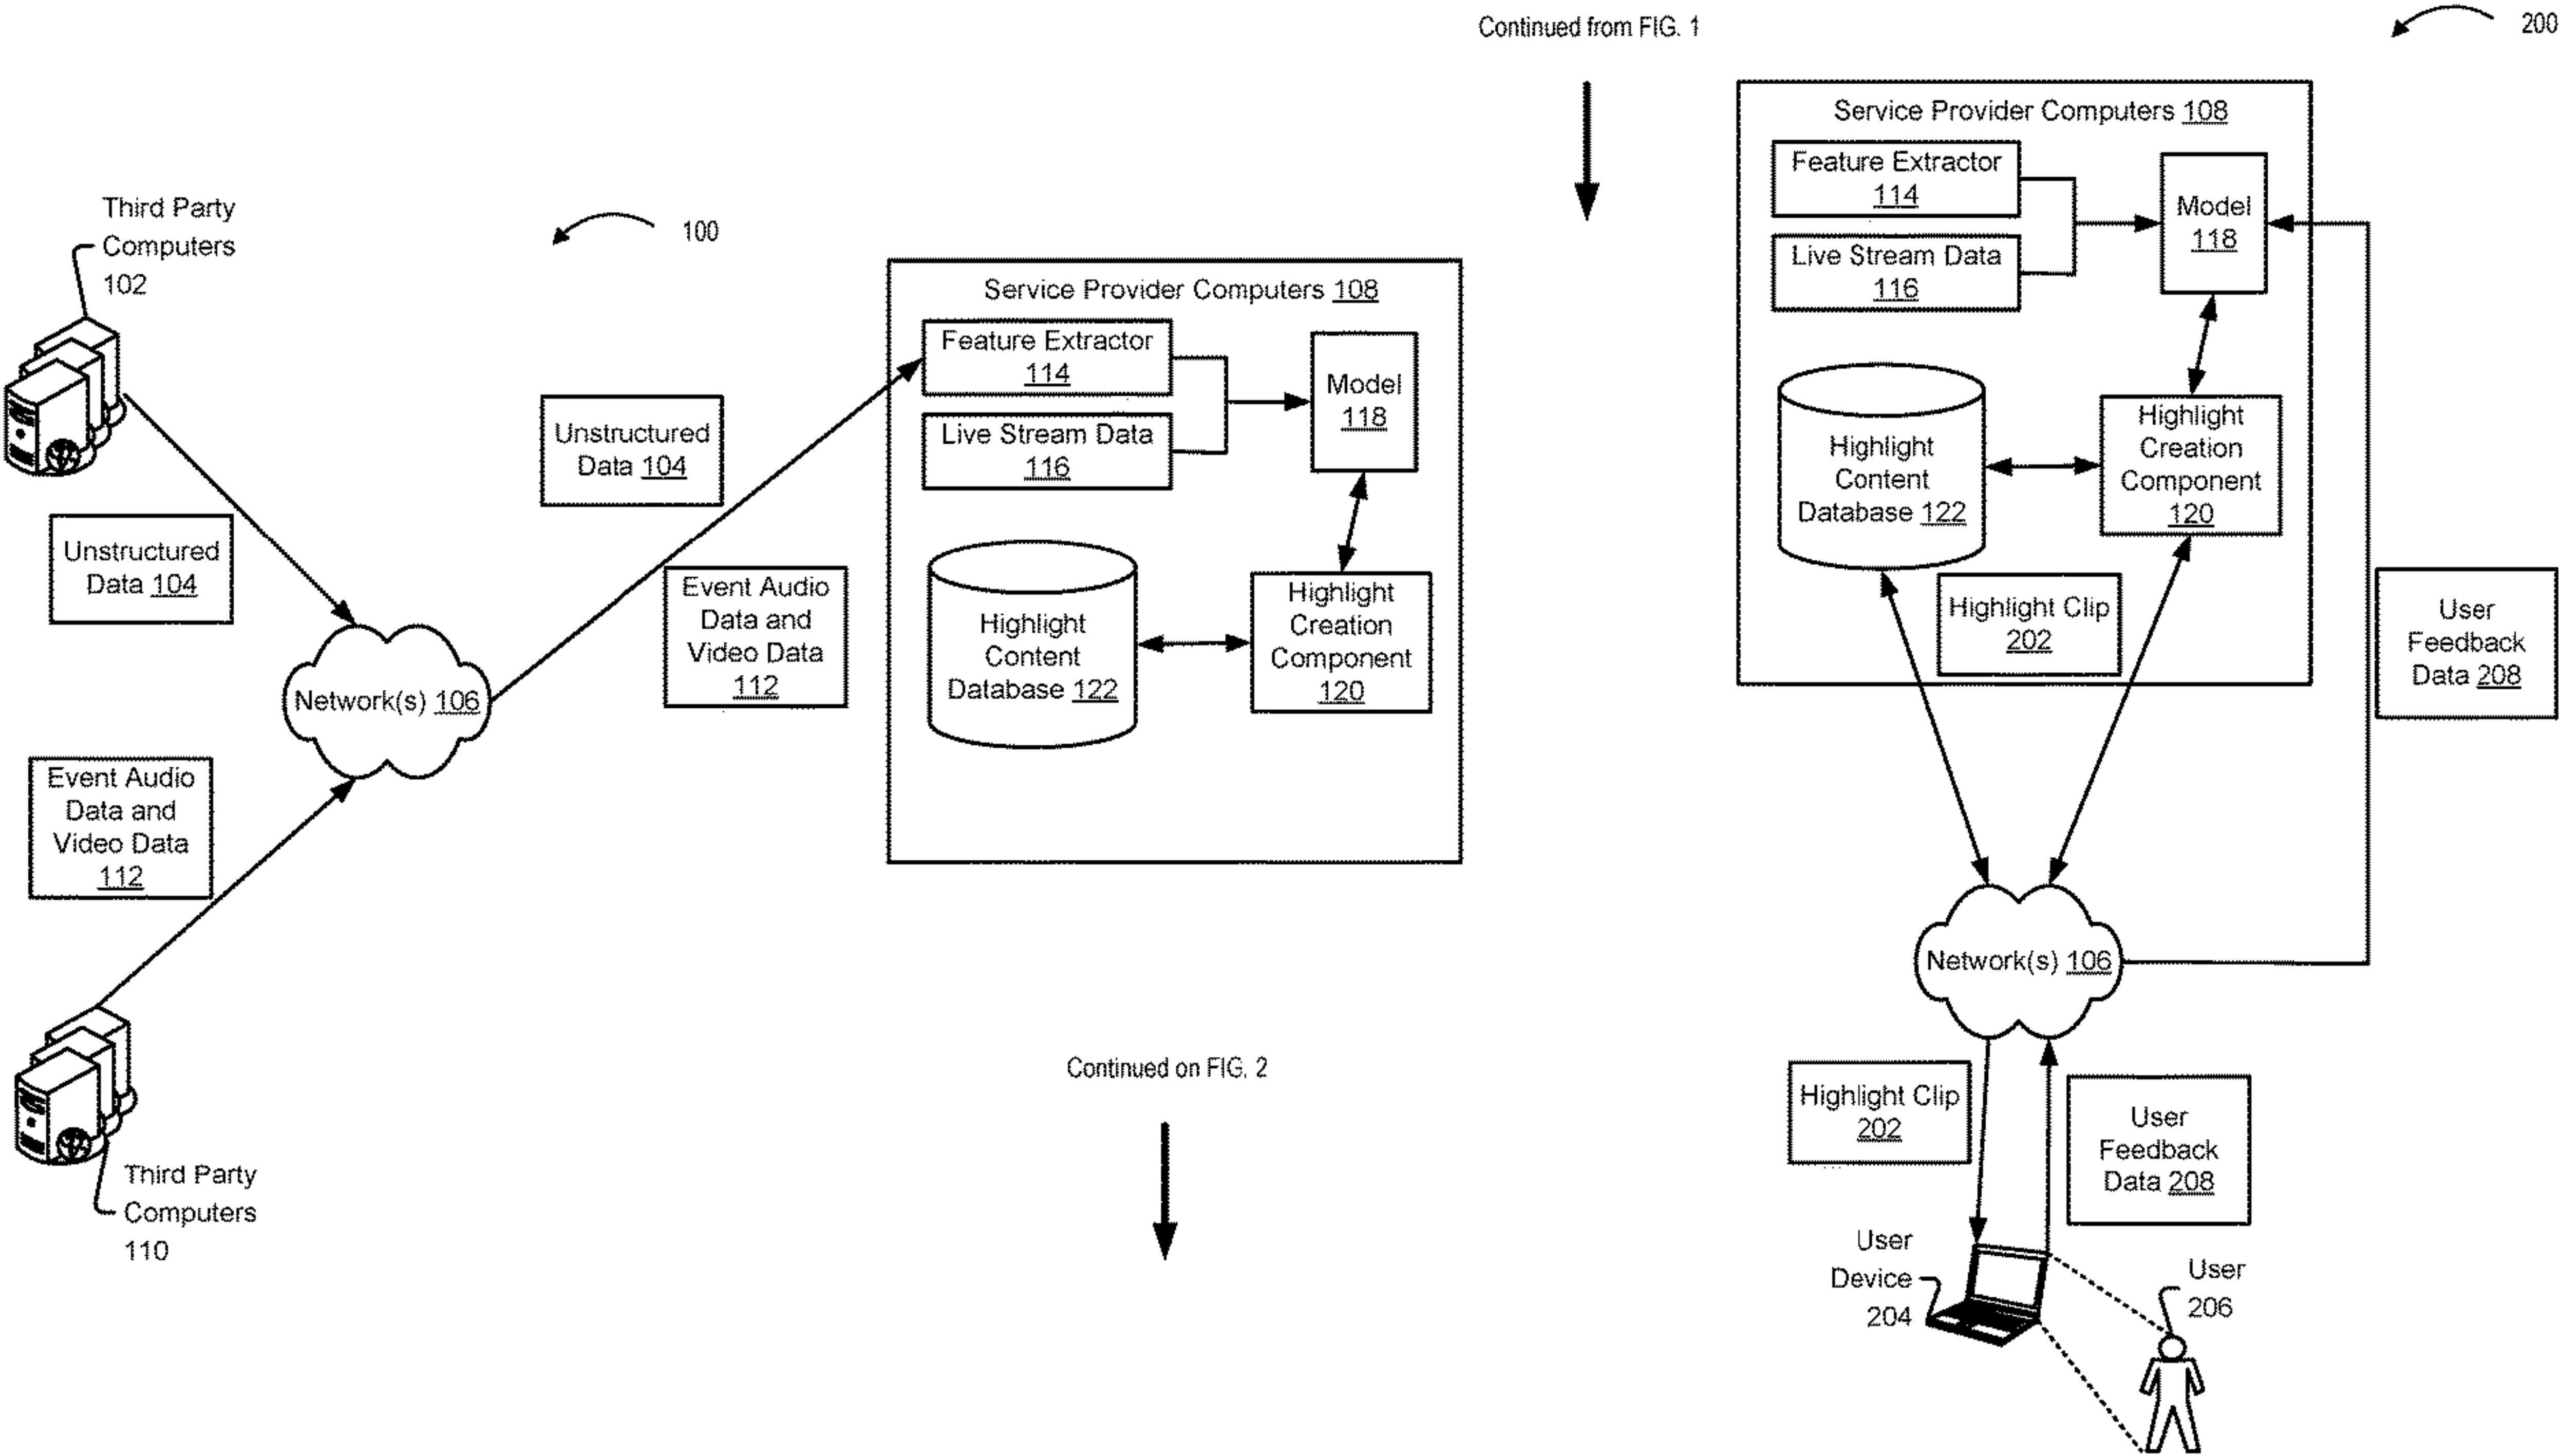 Third Party
Computers
102
100
Unstructured
Data 104
Unstructured
Data 104
Network(s) 106
Event Audio
Data and
Video Data
112
Event Audio
Data and
Video Data
112
Third Party
Computers
110
Service Provider Computers 108
Feature Extractor
114
Live Stream Data
116
Model
118
Highlight
Content
Database 122
Highlight
Creation
Component
120
Continued on FIG. 2
Continued from FIG. 1
200
Service Provider Computers 108
Feature Extractor
114
Live Stream Data
116
Model
118
Highlight
Content
Database 122
Highlight
Creation
Component
120
Highlight Clip
202
User
Feedback
Data 208
Network(s) 106
Highlight Clip
202
User
Feedback
Data 208
User
Device
204
User
206